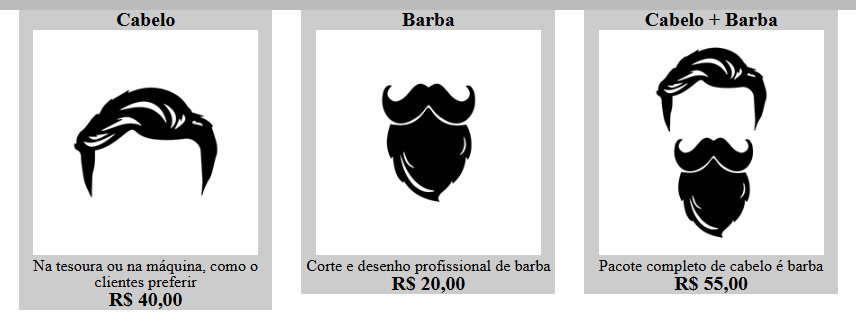 Cabelo
Na tesoura ou na máquina, como o
clientes preferir
R$ 40,00
Barba
Corte e desenho profissional de barba
R$ 20,00
Cabelo + Barba
Pacote completo de cabelo é barba
R$ 55,00